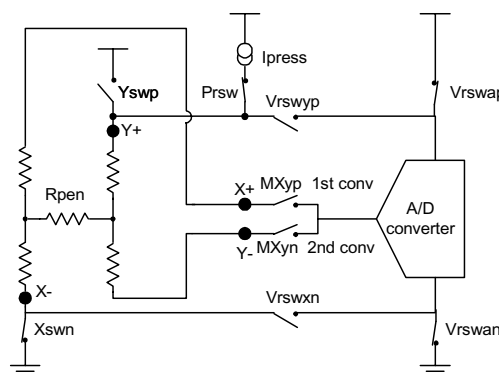 Ipress
Yswp
Prsw
Vrswyp
Vrswap
Y+
Rpen
X+
MXyp 1st conv
A/D
converter
Y-
MXyn 2nd conv
X-
Vrswxn
Xswn
Vrswan